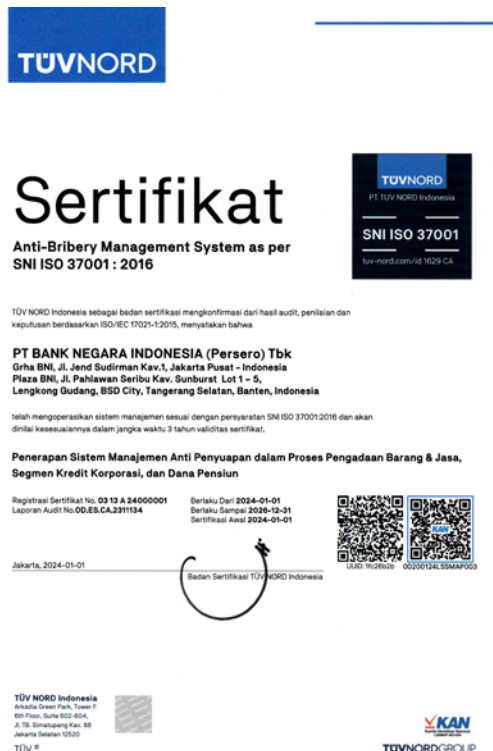 TÜVNORD
TÜVNORD
PT TUV NORD Indonesia
SNI ISO 37001
tuv-nord.com/id 1629 CA
Sertifikat
Anti-Bribery Management System as per
SNI ISO 37001 : 2016
TÜV NORD Indonesia sebagai badan sertifikasi mengkonfirmasi dari hasil audit, penilaian dan
keputusan berdasarkan ISO/IEC 17021-1:2015, menyatakan bahwa
PT BANK NEGARA INDONESIA (Persero) Tbk
Grha BNI, Jl. Jend Sudirman Kav.1, Jakarta Pusat - Indonesia
Plaza BNI, Jl. Pahlawan Seribu Kav. Sunburst Lot 1 – 5,
Lengkong Gudang, BSD City, Tangerang Selatan, Banten, Indonesia
telah mengoperasikan sistem manajemen sesuai dengan persyaratan SNI ISO 37001:2016 dan akan
dinilai kesesuaiannya dalam jangka waktu 3 tahun validitas sertifikat.
Penerapan Sistem Manajemen Anti Penyuapan dalam Proses Pengadaan Barang & Jasa,
Segmen Kredit Korporasi, dan Dana Pensiun
Registrasi Sertifikat No. 03 13 A 24000001
Laporan Audit No.OD.ES.CA.2311134
Berlaku Dari 2024-01-01
Berlaku Sampai 2026-12-31
Sertifikasi Awal 2024-01-01
KAN
UUID: 1fc26b2b
00200124LSSMAP003
Jakarta, 2024-01-01
Badan Sertifikasi TÜV NORD Indonesia
TÜV NORD Indonesia
Arkadia Green Park, Tower F
6th Floor, Suite 602-604,
Jl. TB. Simatupang Kav. 88
Jakarta Selatan 12520
TÜV ®
KAN
Komite Akreditasi Nasional
TÜVNORDGROUP